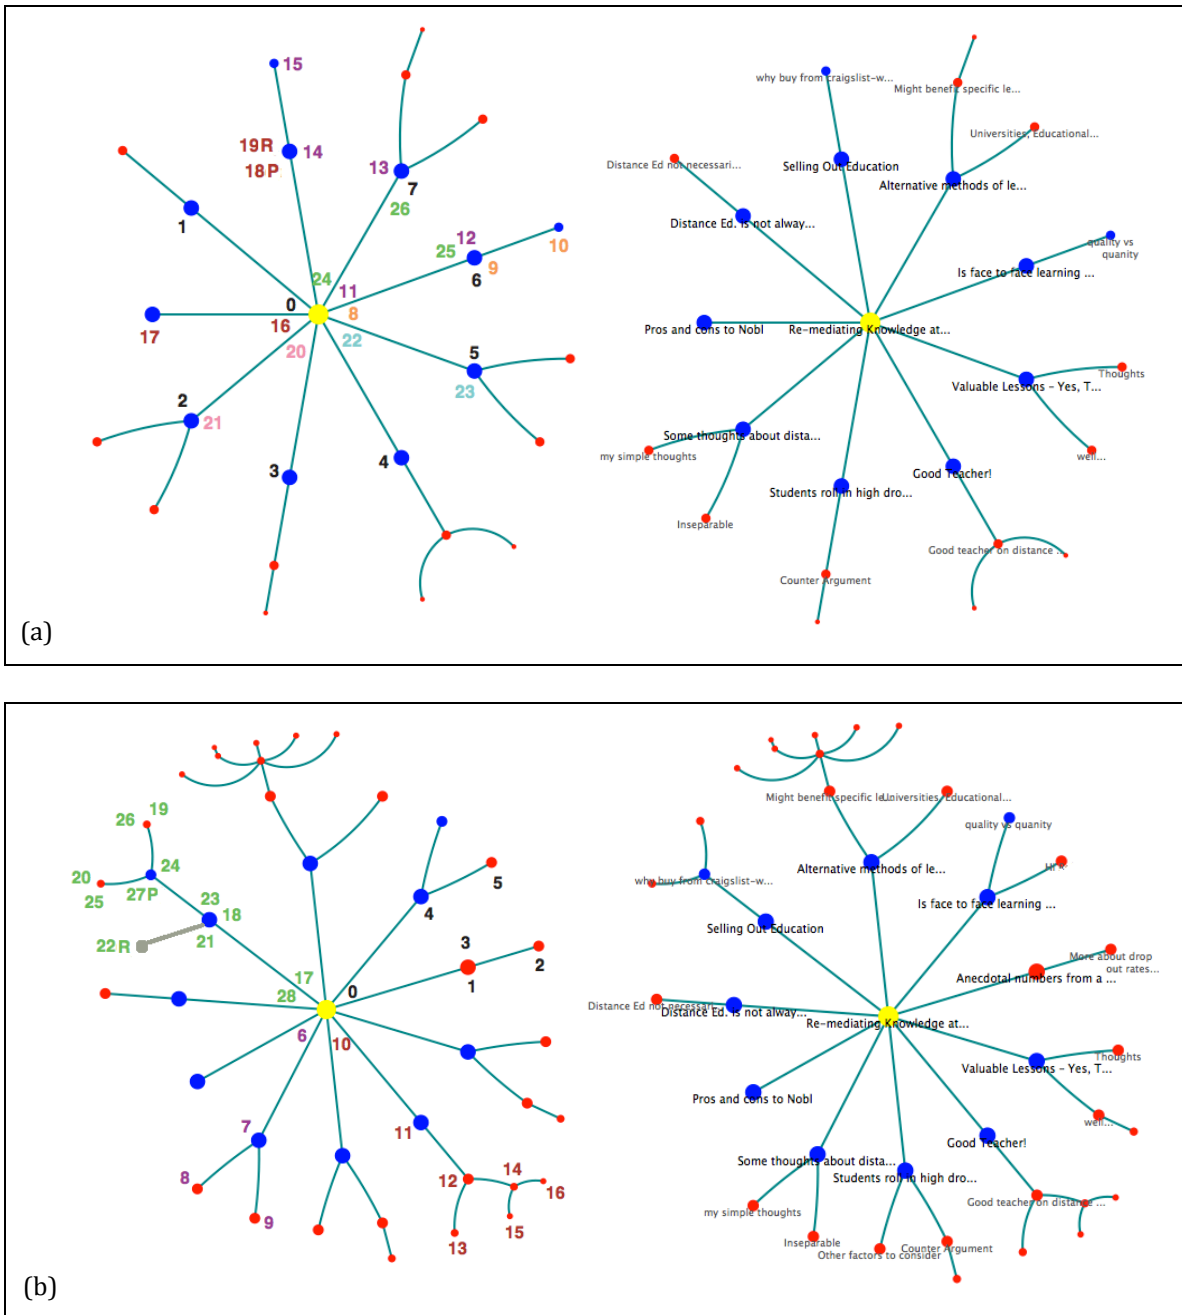 15
19R
14
18P
13
7
26
1
12
25
10
9
6
24
11
0
8
16
22
17
20
5
23
2
21
3
4
why buy from craigslist-w...
Might benefit specific le...
Universities, Educational...
Distance Ed not necessari...
Selling Out Education
Alternative methods of le...
Distance Ed. is not alway...
quality vs
quanity
Is face to face learning ...
Pros and cons to Nobl
Re-mediating Knowledge at...
Thoughts
Valuable Lessons - Yes, T...
Some thoughts about dista...
my simple thoughts
well...
Good Teacher!
Students roll in high dro...
Inseparable
Good teacher on distance ...
Counter Argument
(a)
26
19
24
20
25
27P
23
18
22R
21
5
4
3
2
1
17
28
0
6
10
7
11
8
9
12
14
16
15
13
Might benefit specific le...
Universities, Educational...
quality vs quanity
why buy from craigslist-w...
Alternative methods of le...
Is face to face learning ...
Selling Out Education
More about drop
out rates...
Anecdotal numbers from a ...
Distance Ed not necessari...
Distance Ed. is not alway...
Re-mediating Knowledge at...
Thoughts
Valuable Lessons - Yes, T...
Pros and cons to Nobl
well...
Good Teacher!
Some thoughts about dista...
Students roll in high dro...
my simple thoughts
Good teacher on distance ...
Inseparable
Other factors to consider
Counter Argument
(b)